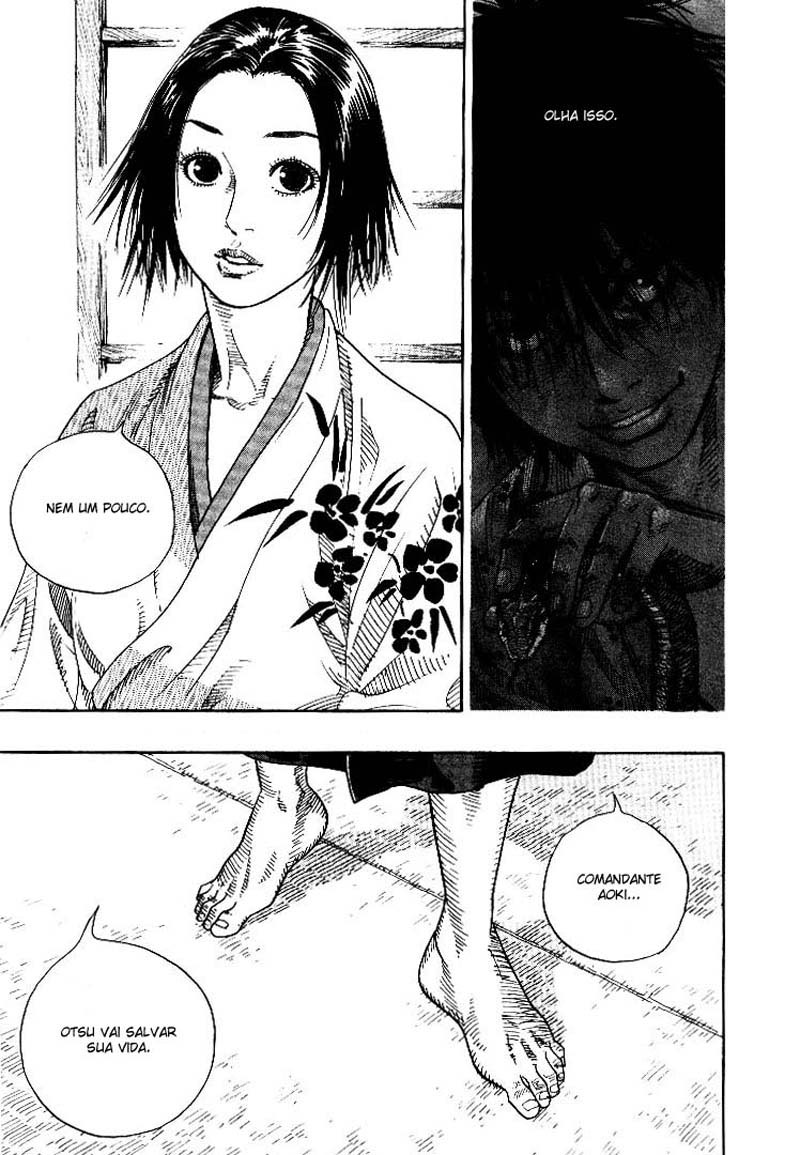 OLHA ISSO.
NEM UM POUCO.
COMANDANTE
AOKI...
OTSU VAI SALVAR
SUA VIDA.